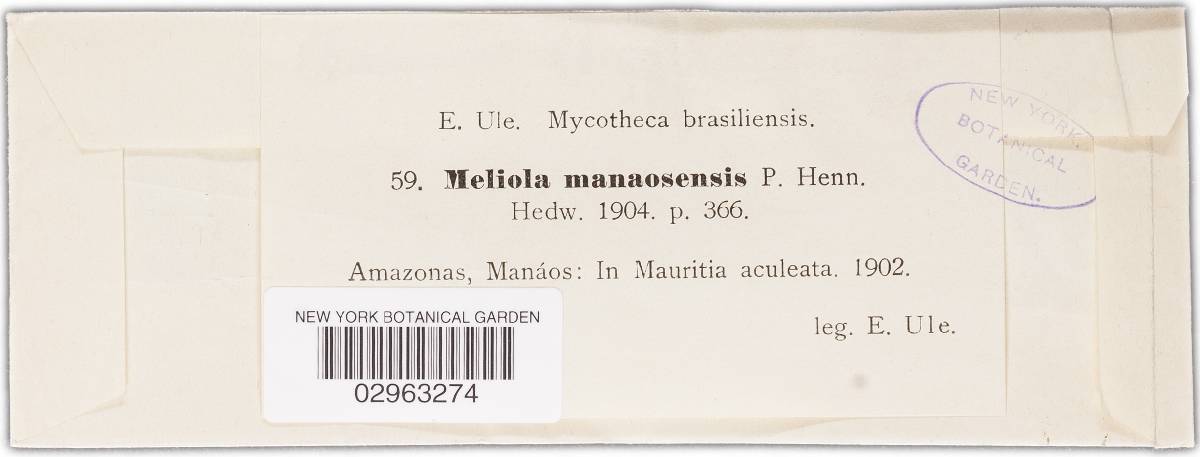 E. Ule. Mycotheca brasiliensis.
59. Meliola manaosensis P. Henn.
Hedw. 1904. p. 366.
Amazonas, Manáos: In Mauritia aculeata. 1902.
leg. E. Ule.
NEW YORK
BOTANICAL
GARDEN.
NEW YORK BOTANICAL GARDEN
02963274